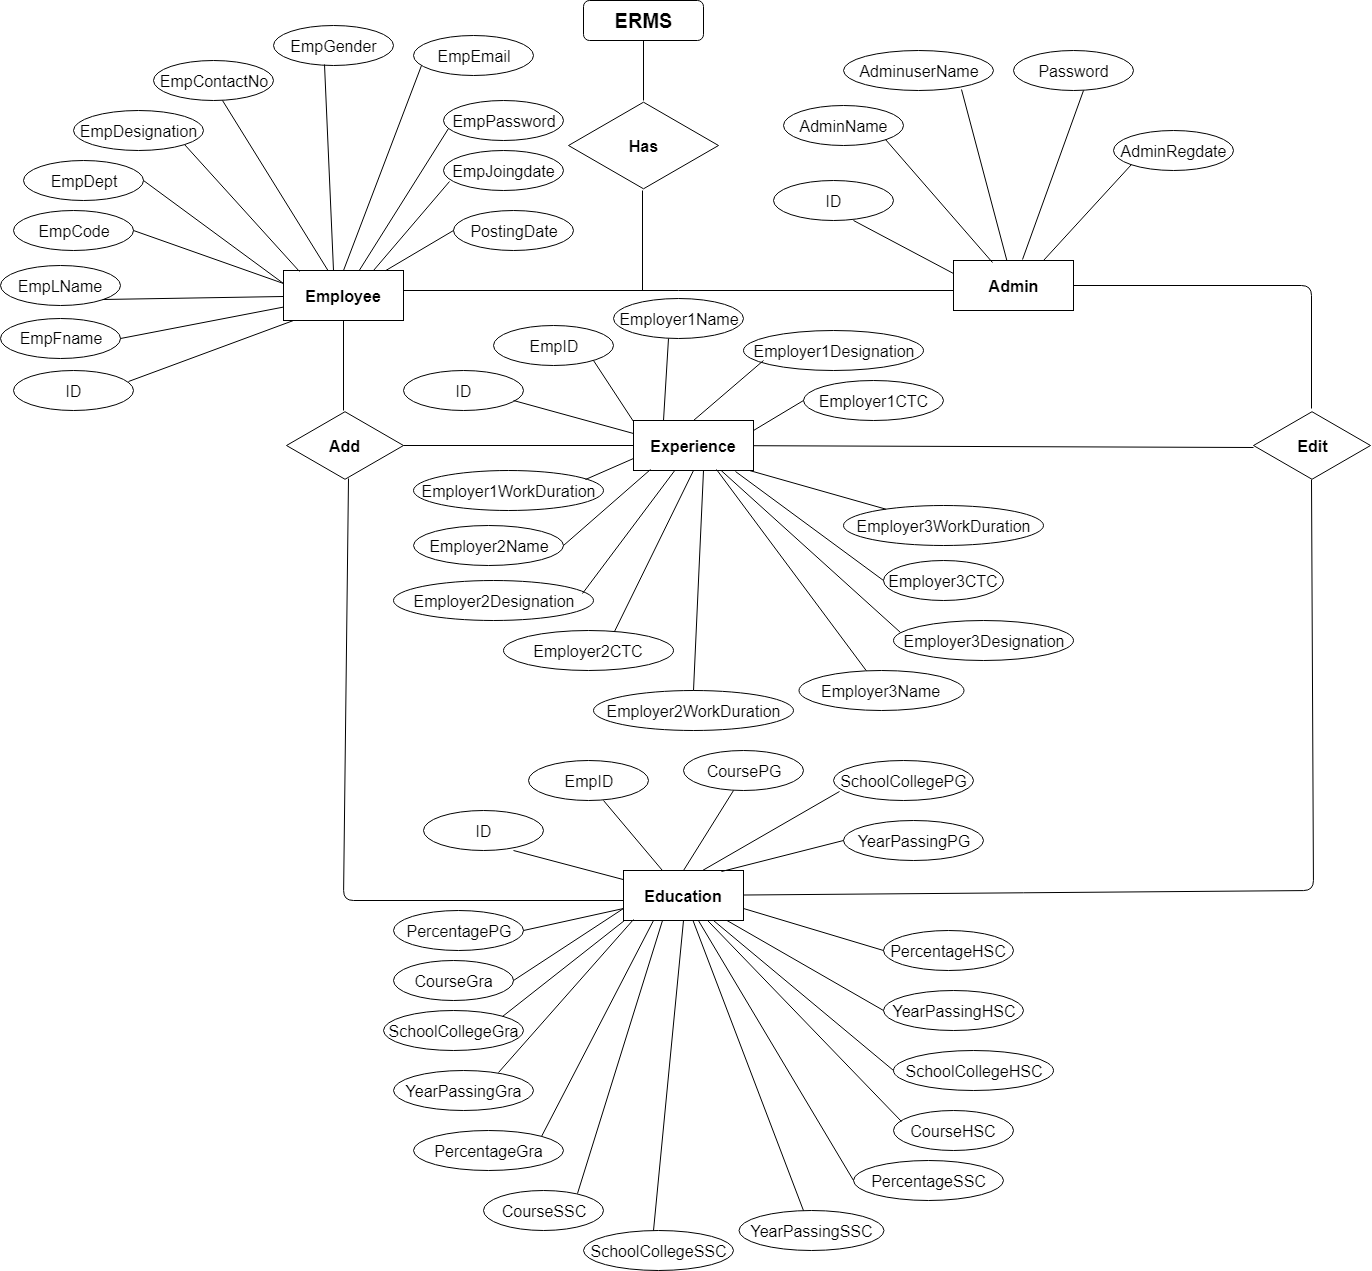 ERMS
EmpGender
EmpEmail
EmpContactNo
AdminuserName
Password
EmpDesignation
EmpPassword
AdminName
Has
AdminRegdate
EmpJoingdate
EmpDept
ID
EmpCode
PostingDate
EmpLName
Employee
Admin
EmpFname
Employer1Name
EmpID
Employer1Designation
ID
ID
Employer1CTC
Add
Experience
Edit
Employer1WorkDuration
Employer3WorkDuration
Employer2Name
Employer3CTC
Employer2Designation
Employer3Designation
Employer2CTC
Employer3Name
Employer2WorkDuration
CoursePG
EmpID
SchoolCollegePG
ID
YearPassingPG
Education
PercentagePG
PercentageHSC
CourseGra
YearPassingHSC
SchoolCollegeGra
SchoolCollegeHSC
YearPassingGra
CourseHSC
PercentageGra
PercentageSSC
CourseSSC
YearPassingSSC
SchoolCollegeSSC